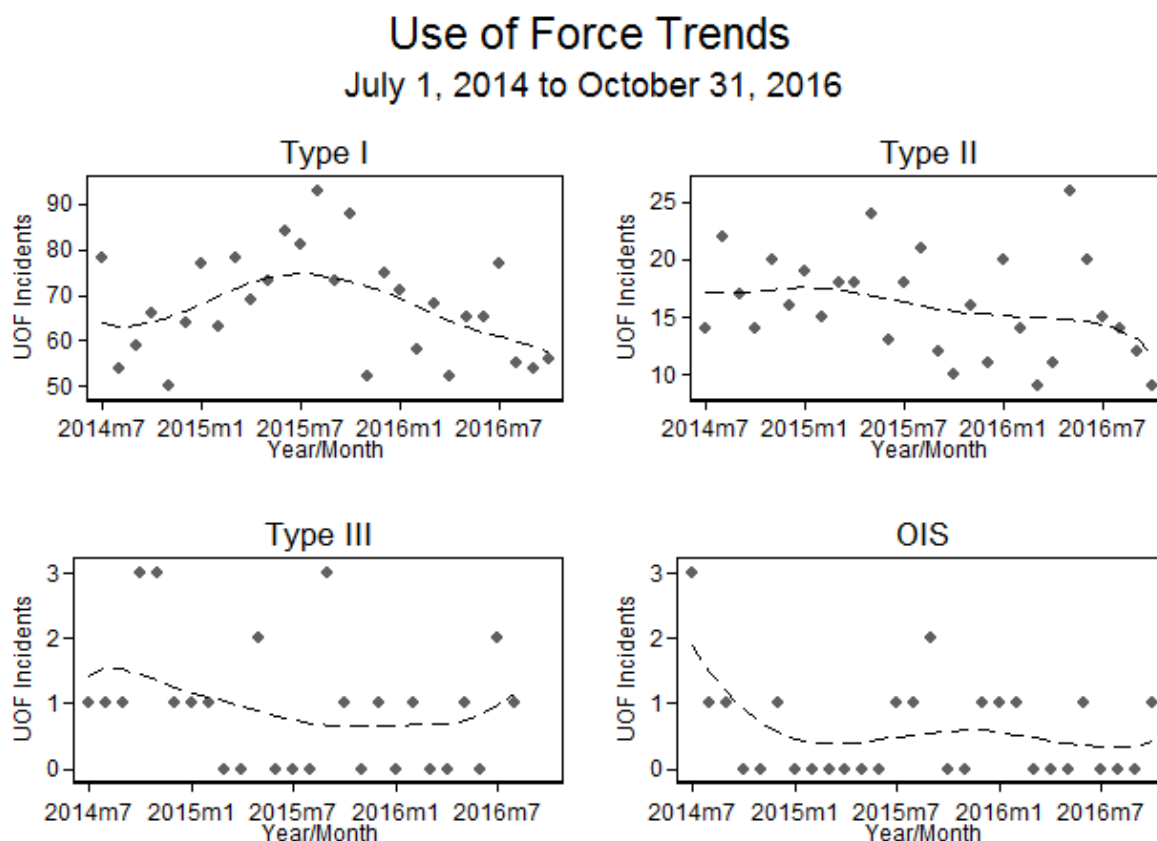 Use of Force Trends
July 1, 2014 to October 31, 2016
Type I
UOF Incidents
90
80
70
60
50
2014m7 2015m1 2015m7 2016m1 2016m7
Year/Month
Type II
UOF Incidents
25
20
15
10
2014m7 2015m1 2015m7 2016m1 2016m7
Year/Month
Type III
UOF Incidents
3
2
1
0
2014m7 2015m1 2015m7 2016m1 2016m7
Year/Month
OIS
UOF Incidents
3
2
1
0
2014m7 2015m1 2015m7 2016m1 2016m7
Year/Month